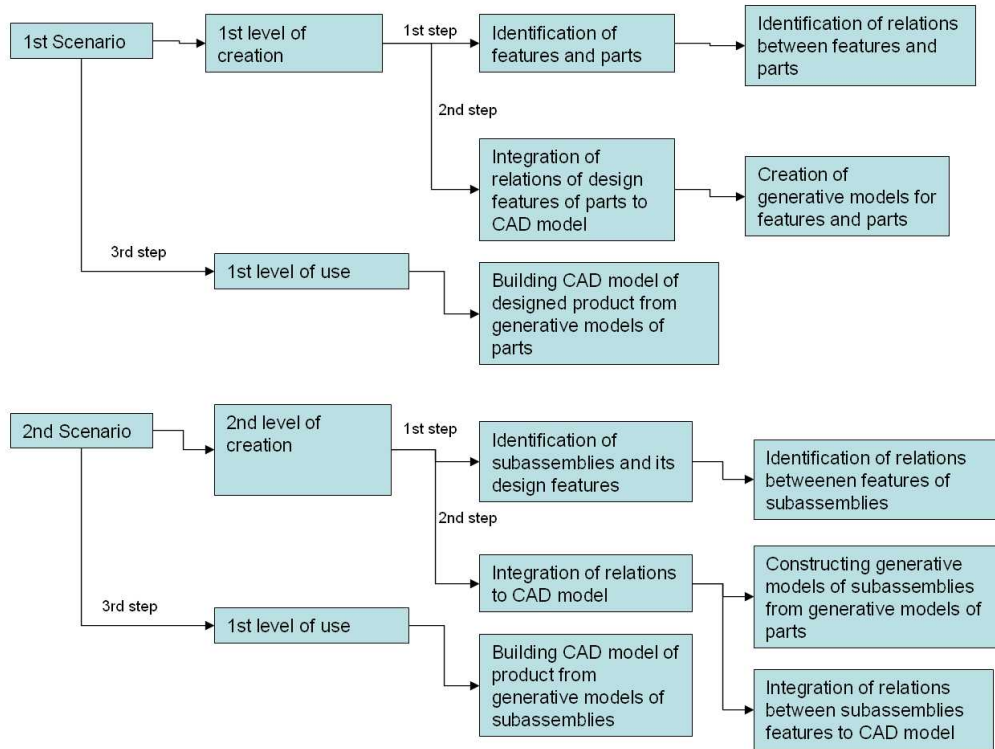 1st Scenario
1st level of
creation
1st step
Identification of
features and parts
Identification of relations
between features and
parts
2nd step
Integration of
relations of design
features of parts to
CAD model
Creation of
generative models for
features and parts
3rd step
1st level of use
Building CAD model of
designed product from
generative models of
parts
2nd Scenario
2nd level of
creation
1st step
Identification of
subassemblies and its
design features
Identification of relations
betweenen features of
subassemblies
2nd step
Integration of relations
to CAD model
Constructing generative
models of subassemblies
from generative models of
parts
3rd step
1st level of use
Building CAD model of
product from
generative models of
subassemblies
Integration of relations
between subassemblies
features to CAD model